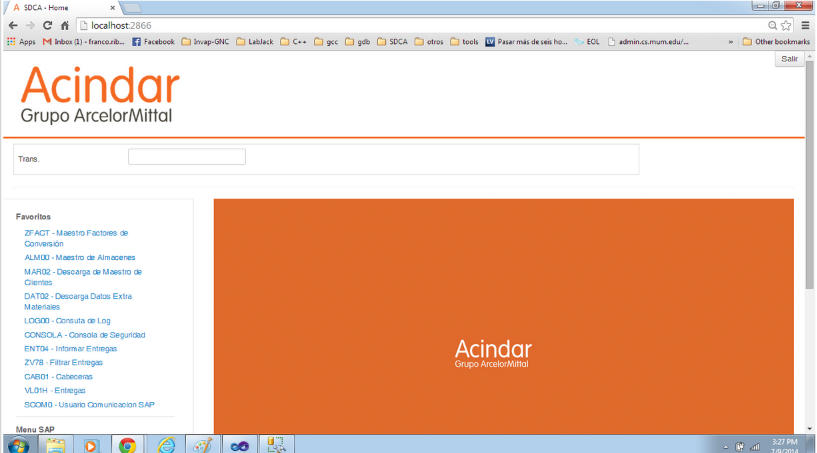 A SDCA - Home
localhost:2866
Apps
Inbox (1) - franco.rib...
Facebook
Invap-GNC
LabJack
C++
gcc
gdb
SDCA
otros
tools
Pasar más de seis ho...
EOL
admin.cs.mum.edu/...
»
Other bookmarks
Salir
Acindar
Grupo ArcelorMittal
Trans.
Favoritos
ZFACT - Maestro Factores de
Conversión
ALM00 - Maestro de Almacenes
MAR02 - Descarga de Maestro de
Clientes
DAT02 - Descarga Datos Extra
Materiales
LOG00 - Consuta de Log
CONSOLA - Consola de Seguridad
ENT04 - Informar Entregas
ZV78 - Filtrar Entregas
CAB01 - Cabeceras
VL01H - Entregas
SCOM0 - Usuario Comunicacion SAP
Menu SAP
Acindar
Grupo ArcelorMittal
3:27 PM
7/9/2014